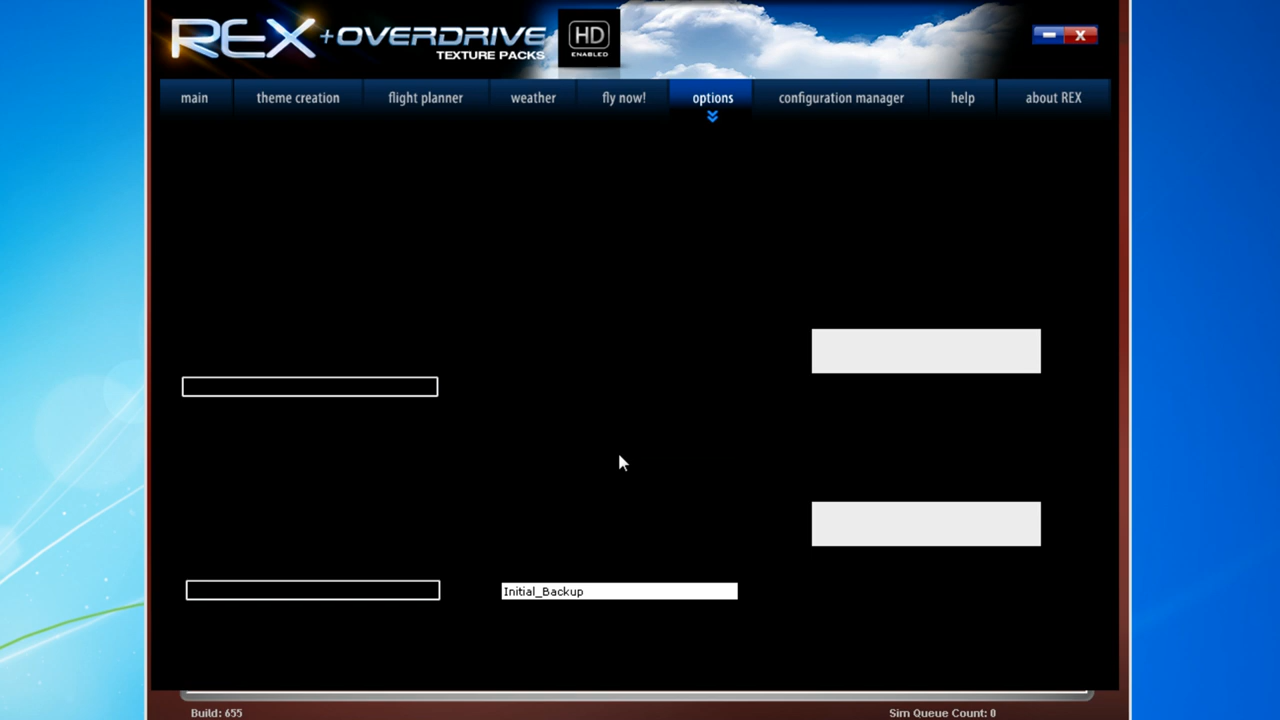 REX +OVERDRIVE
TEXTURE PACKS
HD
ENABLED
X
main theme creation flight planner weather fly now! options configuration manager help about REX
Initial_Backup
Build: 655 Sim Queue Count: 0